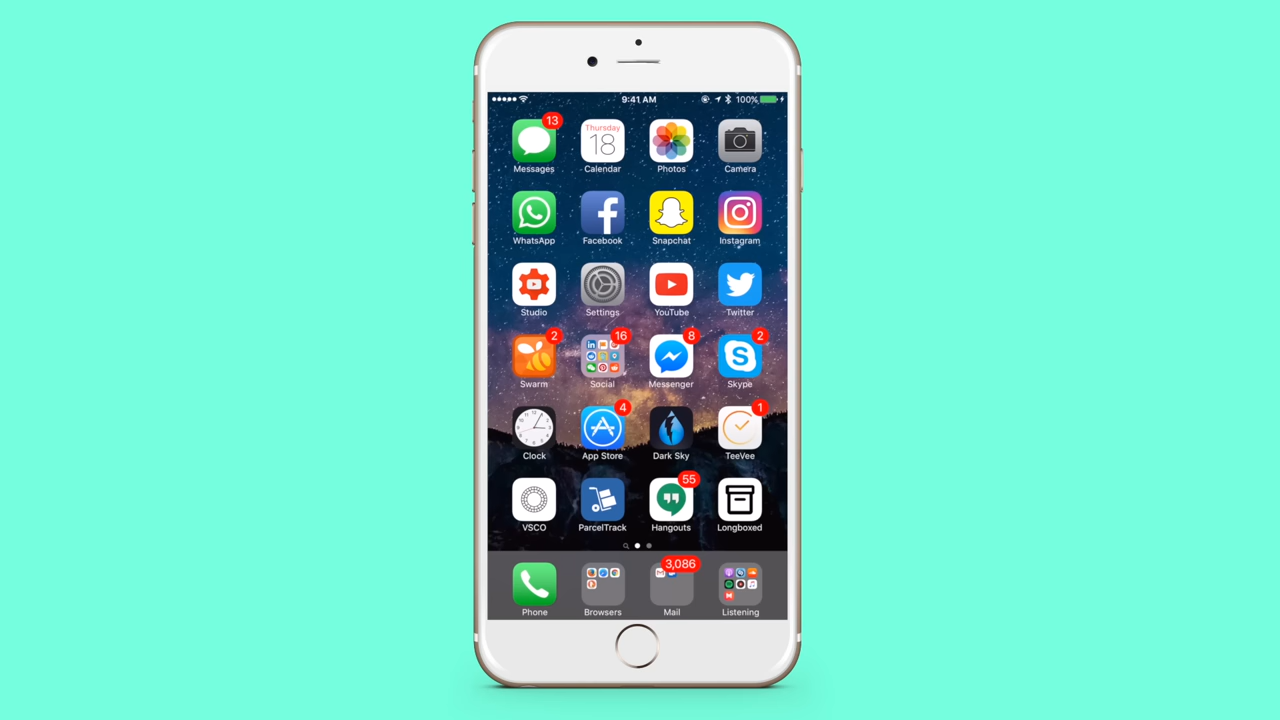 9:41 AM 100%
13
Thursday
18
Messages Calendar Photos Camera
WhatsApp Facebook Snapchat Instagram
Studio Settings YouTube Twitter
2 16 8 2
Swarm Social Messenger Skype
4 1
Clock App Store Dark Sky TeeVee
55
VSCO ParcelTrack Hangouts Longboxed
3,086
Phone Browsers Mail Listening